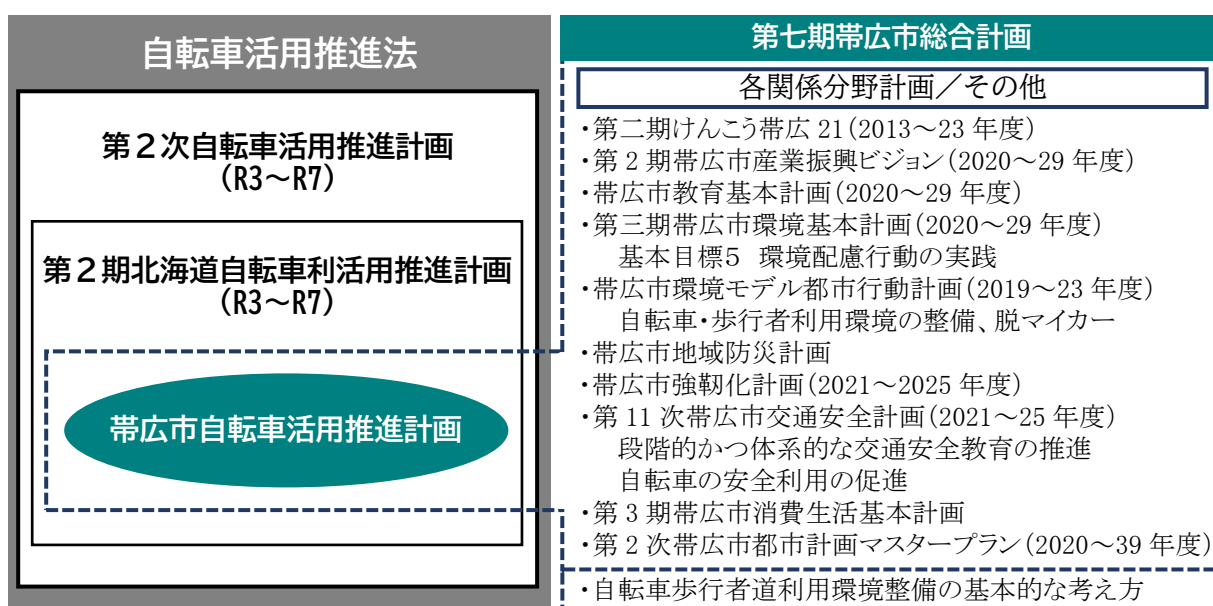 自転車活用推進法
第2次自転車活用推進計画
(R3～R7)
第2期北海道自転車利活用推進計画
(R3～R7)
帯広市自転車活用推進計画
第七期帯広市総合計画
各関係分野計画／その他
・第二期けんこう帯広 21(2013～23 年度)
・第 2 期帯広市産業振興ビジョン(2020～29 年度)
・帯広市教育基本計画(2020～29 年度)
・第三期帯広市環境基本計画(2020～29 年度)
基本目標5　環境配慮行動の実践
・帯広市環境モデル都市行動計画(2019～23 年度)
自転車・歩行者利用環境の整備、脱マイカー
・帯広市地域防災計画
・帯広市強靭化計画(2021～2025 年度)
・第 11 次帯広市交通安全計画(2021～25 年度)
段階的かつ体系的な交通安全教育の推進
自転車の安全利用の促進
・第 3 期帯広市消費生活基本計画
・第 2 次帯広市都市計画マスタープラン(2020～39 年度)
・自転車歩行者道利用環境整備の基本的な考え方